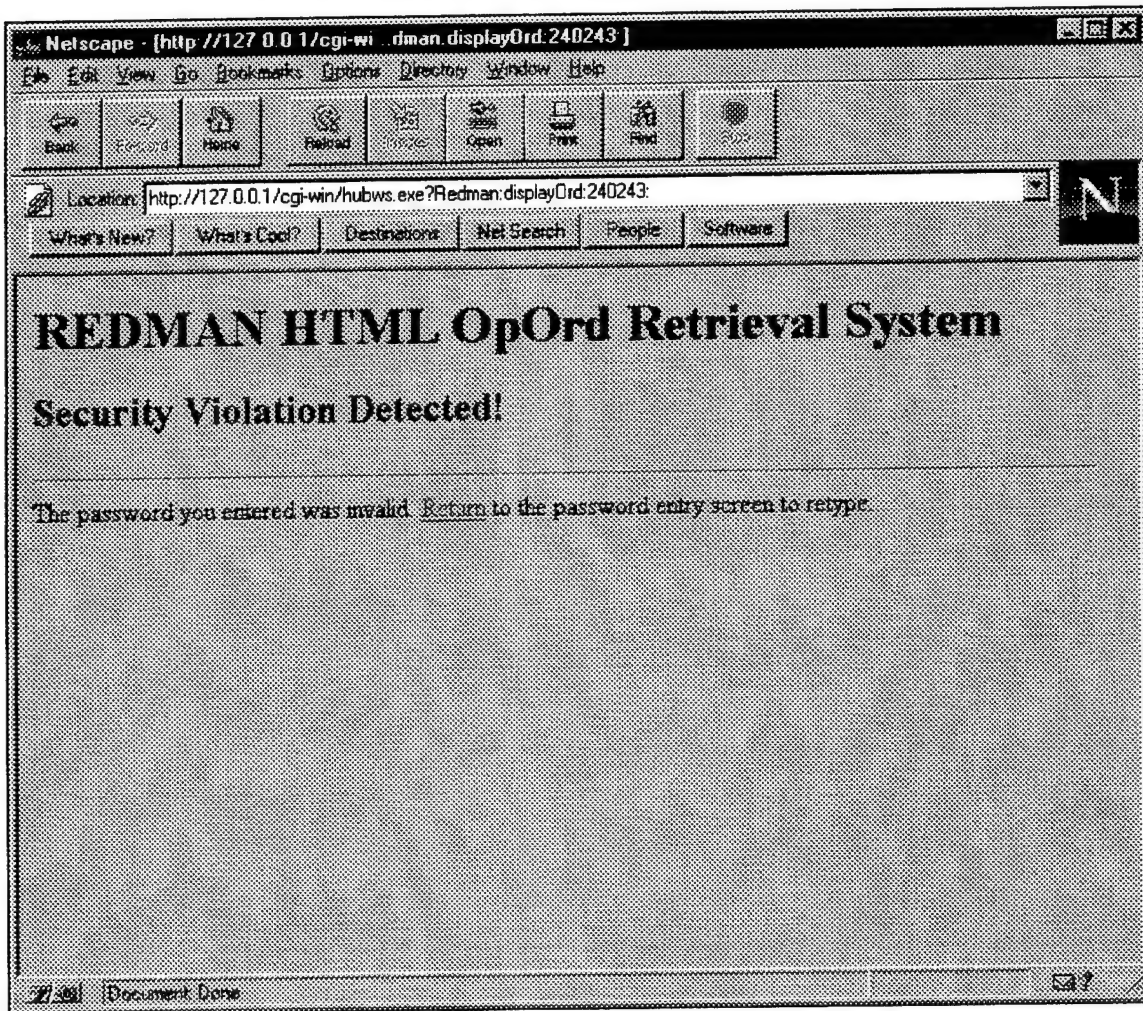 Netscape - [http://127.0.0.1/cgi-wi...dman.displayOrd:240243:]
File Edit View Go Bookmarks Options Directory Window Help
Back Forward Home Reload Images Open Print Find Stop
Location: http://127.0.0.1/cgi-win/hubws.exe?Redman:displayOrd:240243:
N
What's New? What's Cool? Destinations Net Search People Software
REDMAN HTML OpOrd Retrieval System
Security Violation Detected!
The password you entered was invalid. Return to the password entry screen to retype.
Document: Done
?